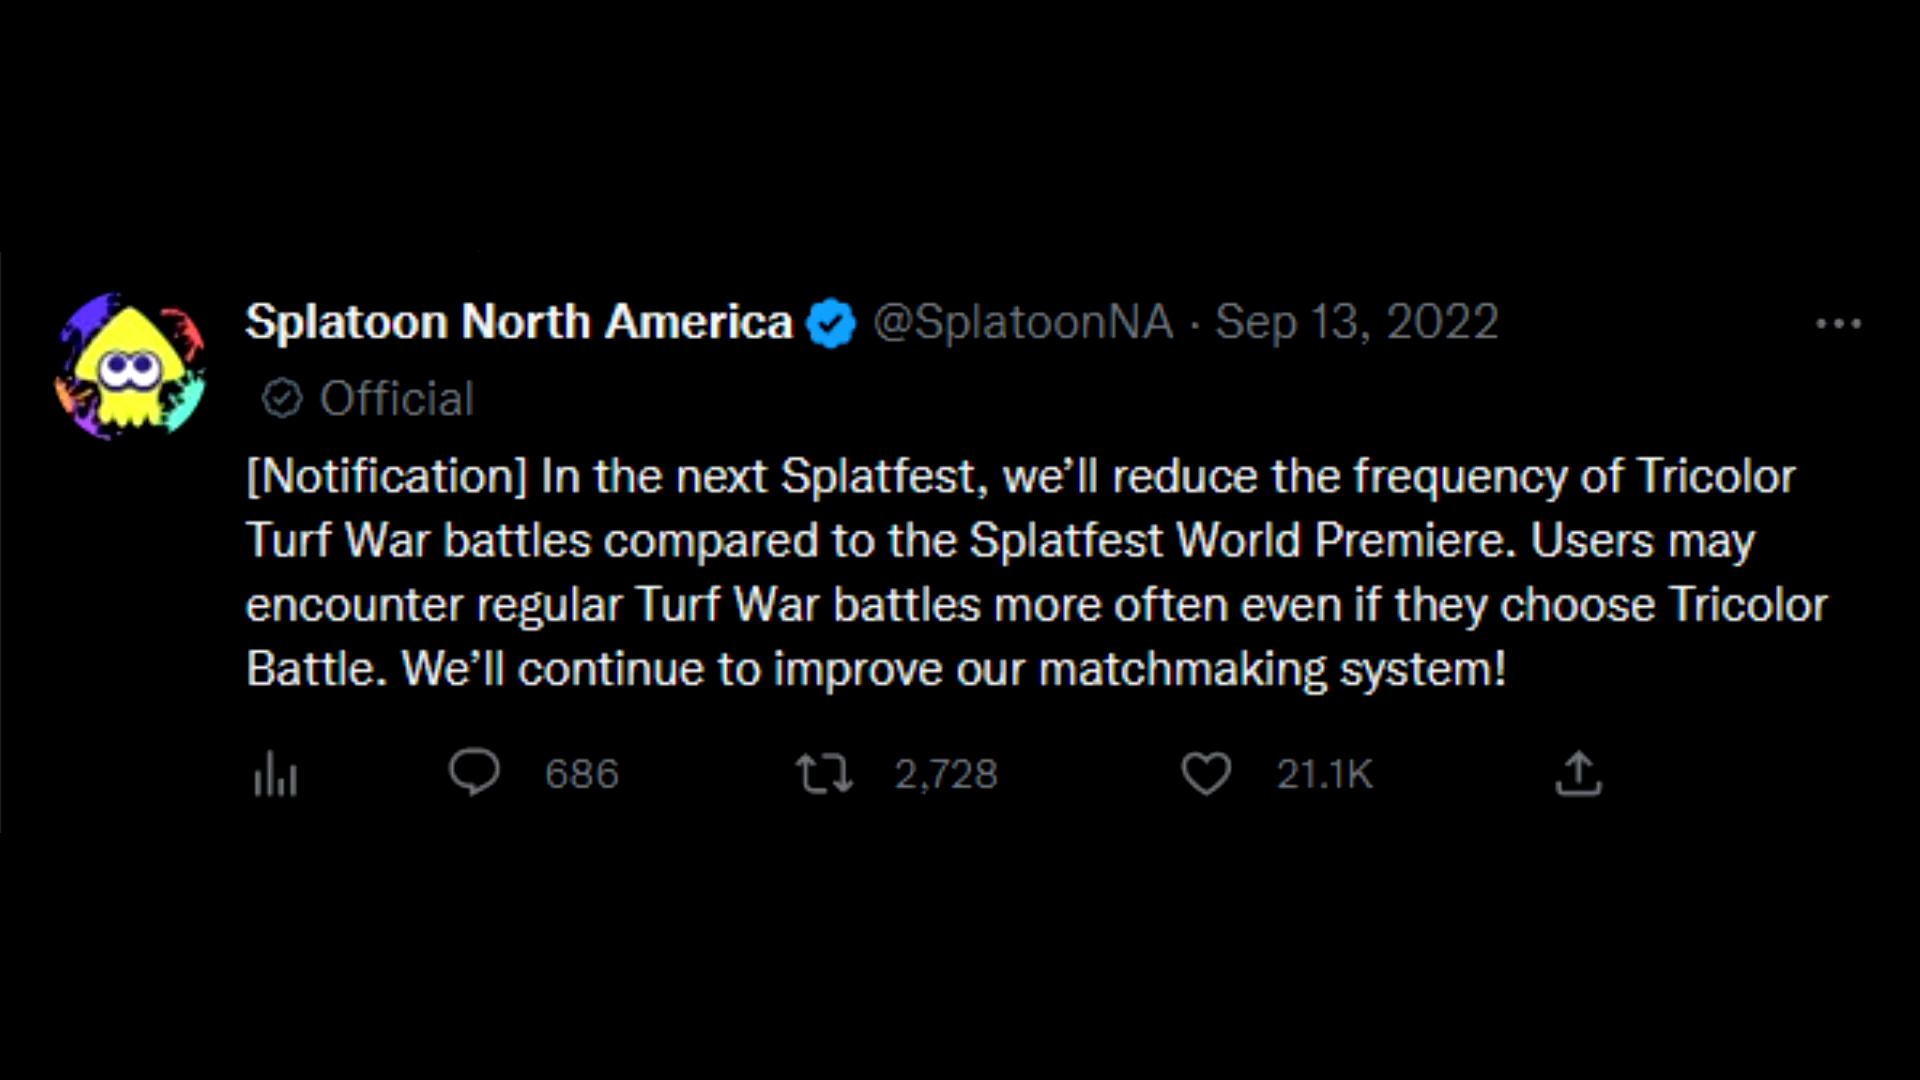 Splatoon North America @SplatoonNA · Sep 13, 2022
Official
[Notification] In the next Splatfest, we’ll reduce the frequency of Tricolor
Turf War battles compared to the Splatfest World Premiere. Users may
encounter regular Turf War battles more often even if they choose Tricolor
Battle. We’ll continue to improve our matchmaking system!
686 2,728 21.1K